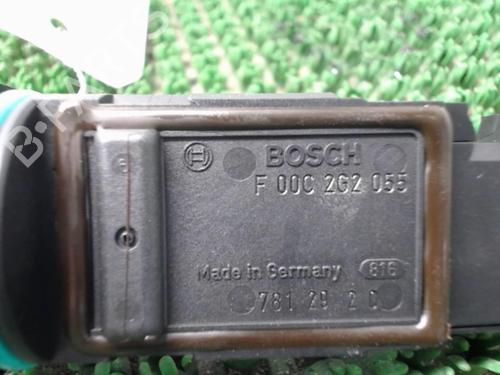 BOSCH
F 00C 2G2 055
Made in Germany 816
781 29 2 C